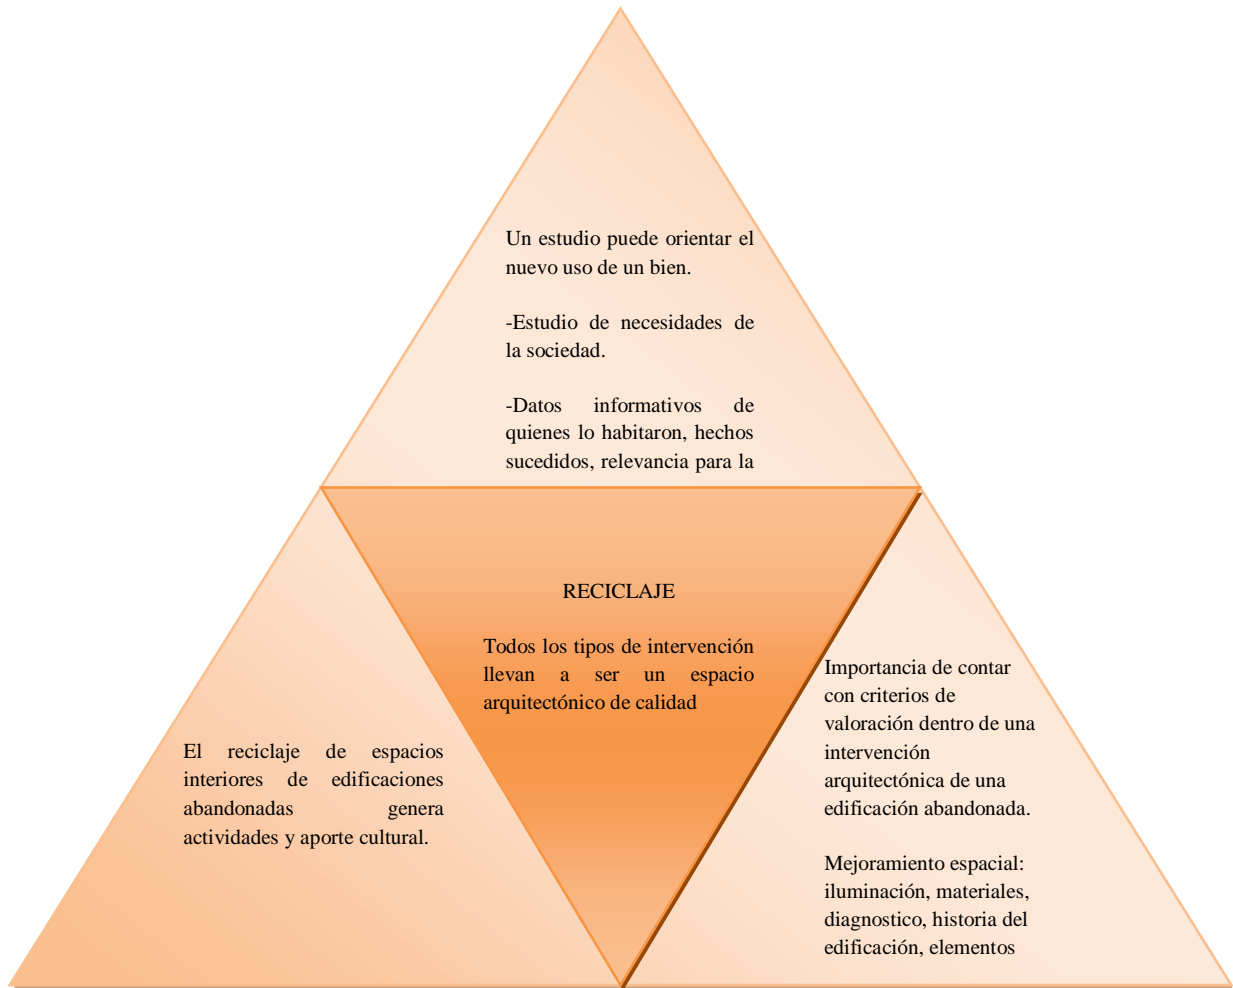 Un estudio puede orientar el
nuevo uso de un bien.
-Estudio de necesidades de
la sociedad.
-Datos informativos de
quienes lo habitaron, hechos
sucedidos, relevancia para la
RECICLAJE
Todos los tipos de intervención
llevan a ser un espacio
arquitectónico de calidad
El reciclaje de espacios
interiores de edificaciones
abandonadas genera
actividades y aporte cultural.
Importancia de contar
con criterios de
valoración dentro de una
intervención
arquitectónica de una
edificación abandonada.
Mejoramiento espacial:
iluminación, materiales,
diagnostico, historia del
edificación, elementos